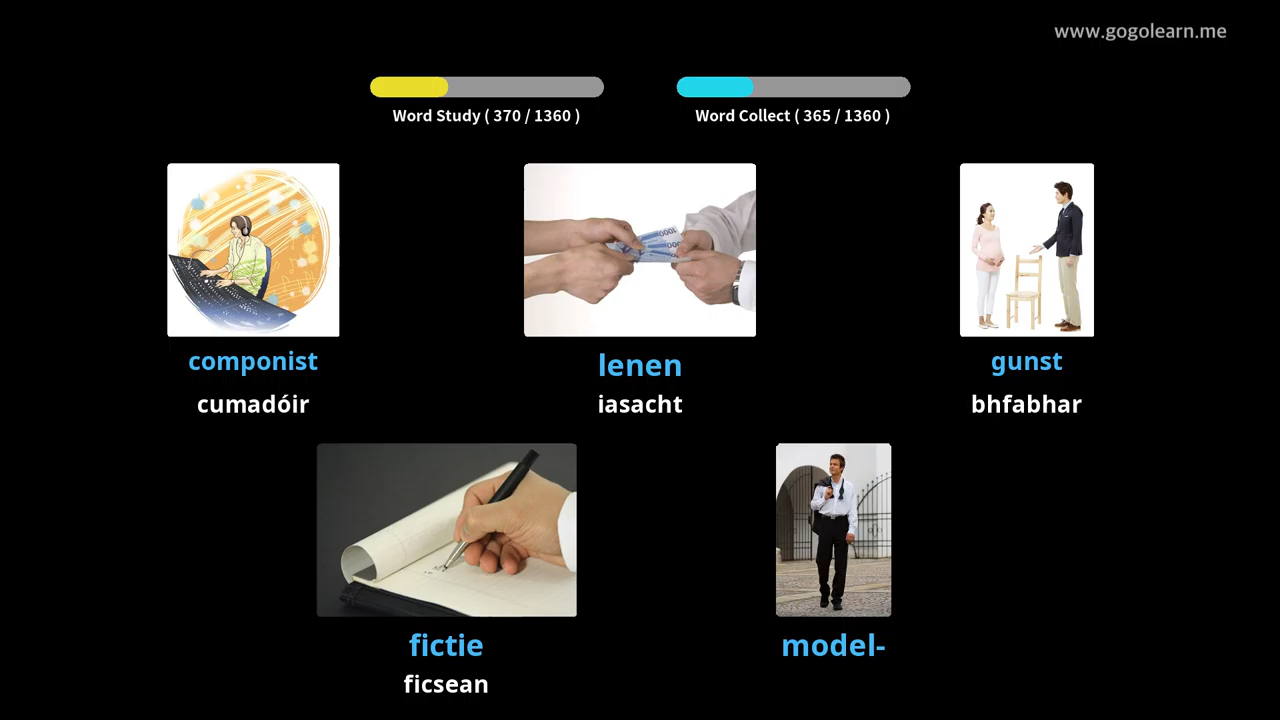 www.gogolearn.me
Word Study ( 370 / 1360 )
Word Collect ( 365 / 1360 )
componist
cumadóir
lenen
iasacht
gunst
bhfabhar
fictie
ficsean
model-